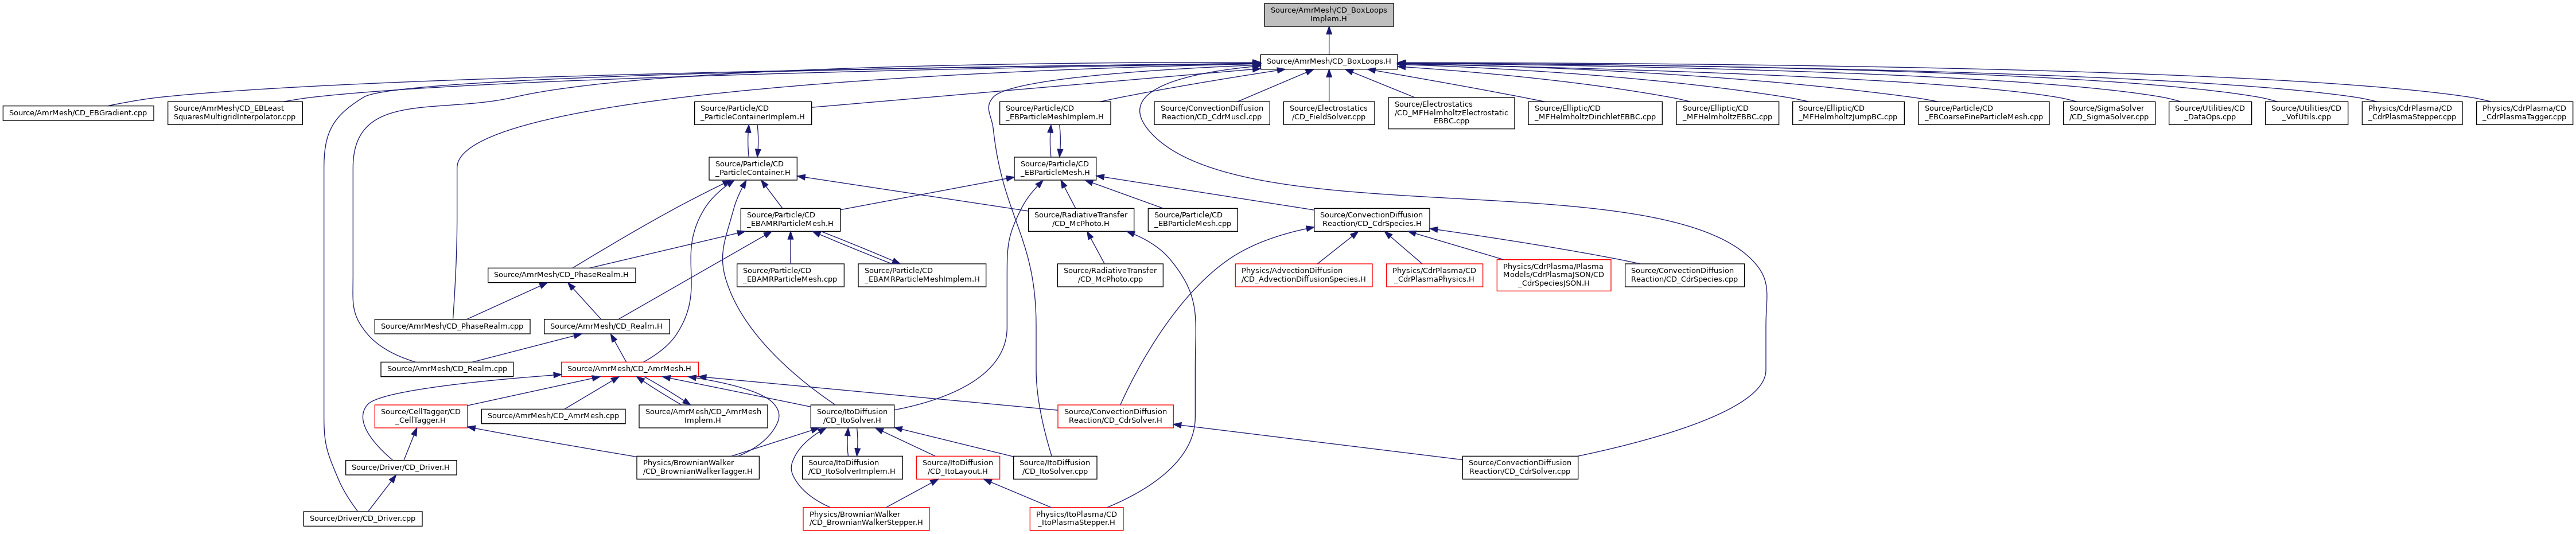 Source/AmrMesh/CD_BoxLoops
Implem.H
Source/AmrMesh/CD_BoxLoops.H
Source/AmrMesh/CD_EBGradient.cpp
Source/AmrMesh/CD_EBLeast
SquaresMultigridInterpolator.cpp
Source/Particle/CD
_ParticleContainerImplem.H
Source/Particle/CD
_EBParticleMeshImplem.H
Source/ConvectionDiffusion
Reaction/CD_CdrMuscl.cpp
Source/Electrostatics
/CD_FieldSolver.cpp
Source/Electrostatics
/CD_MFHelmholtzElectrostatic
EBBC.cpp
Source/Elliptic/CD
_MFHelmholtzDirichletEBBC.cpp
Source/Elliptic/CD
_MFHelmholtzEBBC.cpp
Source/Elliptic/CD
_MFHelmholtzJumpBC.cpp
Source/Particle/CD
_EBCoarseFineParticleMesh.cpp
Source/SigmaSolver
/CD_SigmaSolver.cpp
Source/Utilities/CD
_DataOps.cpp
Source/Utilities/CD
_VofUtils.cpp
Physics/CdrPlasma/CD
_CdrPlasmaStepper.cpp
Physics/CdrPlasma/CD
_CdrPlasmaTagger.cpp
Source/Particle/CD
_ParticleContainer.H
Source/Particle/CD
_EBParticleMesh.H
Source/Particle/CD
_EBAMRParticleMesh.H
Source/RadiativeTransfer
/CD_McPhoto.H
Source/Particle/CD
_EBParticleMesh.cpp
Source/ConvectionDiffusion
Reaction/CD_CdrSpecies.H
Source/AmrMesh/CD_PhaseRealm.H
Source/Particle/CD
_EBAMRParticleMesh.cpp
Source/Particle/CD
_EBAMRParticleMeshImplem.H
Source/RadiativeTransfer
/CD_McPhoto.cpp
Physics/AdvectionDiffusion
/CD_AdvectionDiffusionSpecies.H
Physics/CdrPlasma/CD
_CdrPlasmaPhysics.H
Physics/CdrPlasma/Plasma
Models/CdrPlasmaJSON/CD
_CdrSpeciesJSON.H
Source/ConvectionDiffusion
Reaction/CD_CdrSpecies.cpp
Source/AmrMesh/CD_PhaseRealm.cpp
Source/AmrMesh/CD_Realm.H
Source/AmrMesh/CD_Realm.cpp
Source/AmrMesh/CD_AmrMesh.H
Source/CellTagger/CD
_CellTagger.H
Source/AmrMesh/CD_AmrMesh.cpp
Source/AmrMesh/CD_AmrMesh
Implem.H
Source/ItoDiffusion
/CD_ItoSolver.H
Source/ConvectionDiffusion
Reaction/CD_CdrSolver.H
Source/Driver/CD_Driver.H
Physics/BrownianWalker
/CD_BrownianWalkerTagger.H
Source/ItoDiffusion
/CD_ItoSolverImplem.H
Source/ItoDiffusion
/CD_ItoLayout.H
Source/ItoDiffusion
/CD_ItoSolver.cpp
Source/ConvectionDiffusion
Reaction/CD_CdrSolver.cpp
Source/Driver/CD_Driver.cpp
Physics/BrownianWalker
/CD_BrownianWalkerStepper.H
Physics/ItoPlasma/CD
_ItoPlasmaStepper.H